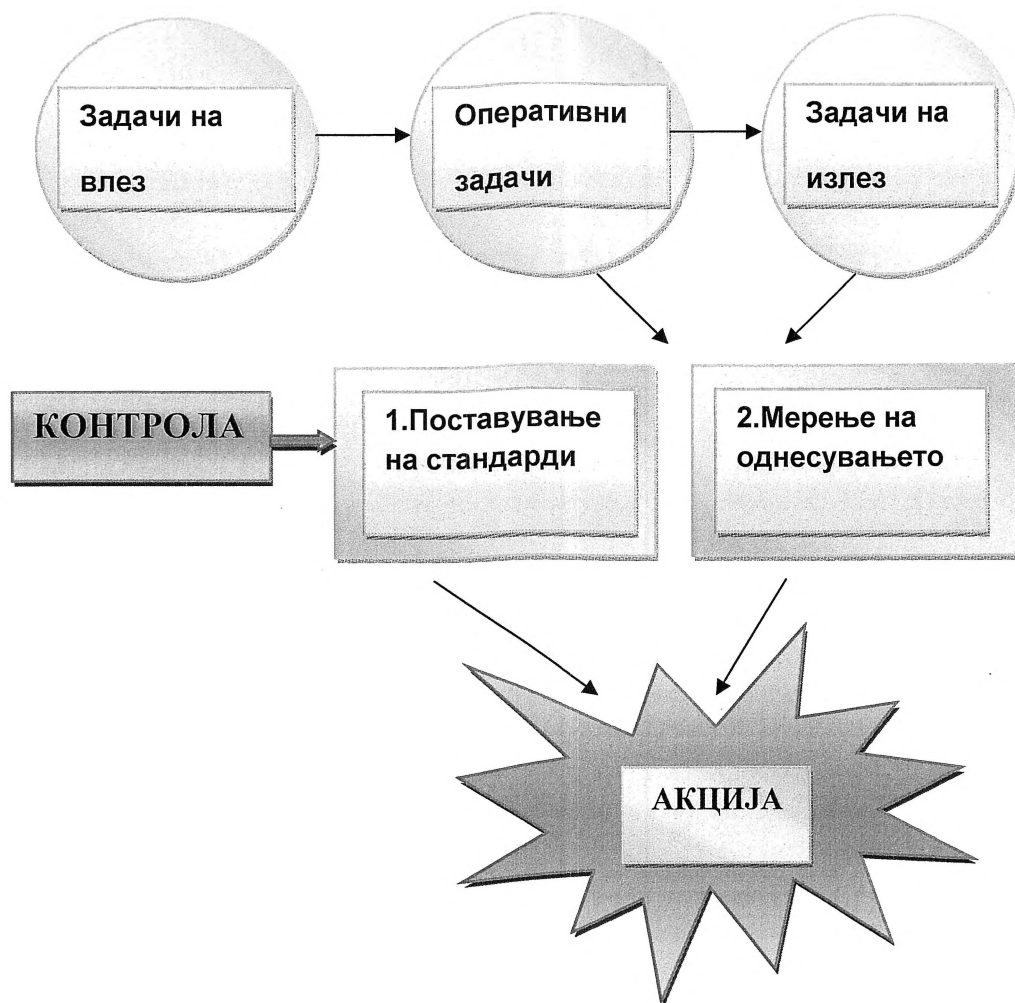 Задачи на
влез
Оперативни
задачи
Задачи на
излез
КОНТРОЛА
1.Поставување
на стандарди
2.Мерење на
однесувањето
АКЦИЈА